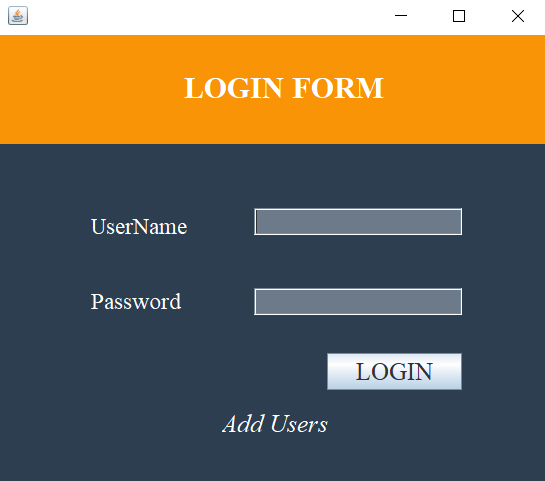 LOGIN FORM
UserName
Password
LOGIN
Add Users